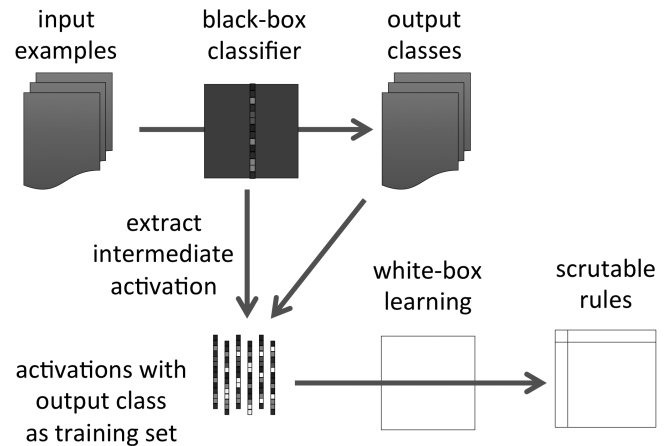 input
examples
black-box
classifier
output
classes
extract
intermediate
activation
white-box
learning
scrutable
rules
activations with
output class
as training set